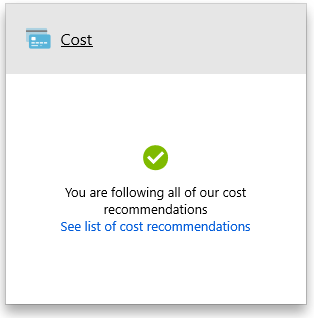 Cost
You are following all of our cost
recommendations
See list of cost recommendations